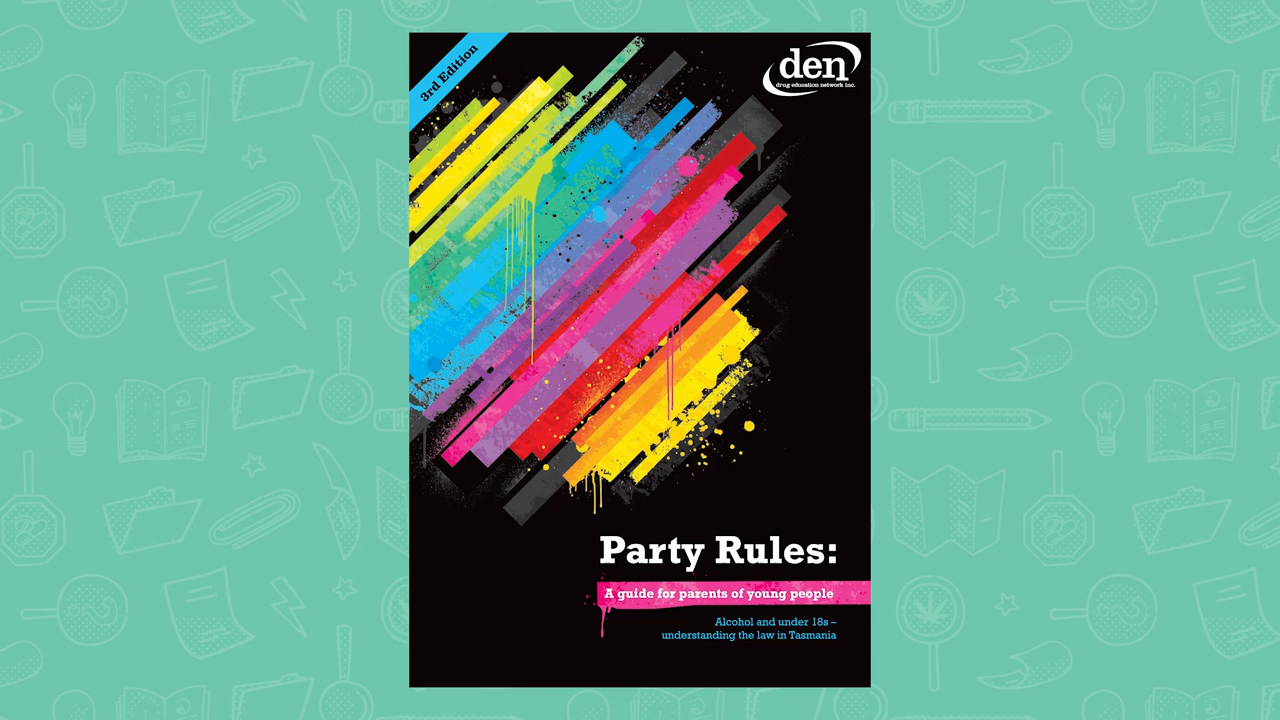 3rd Edition
den
drug education network inc.
Party Rules:
A guide for parents of young people
Alcohol and under 18s –
understanding the law in Tasmania